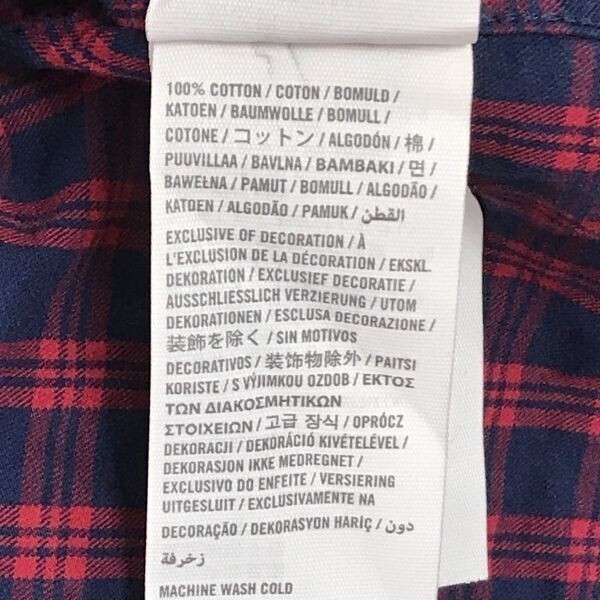 100% COTTON / COTON / BOMULD /
KATOEN / BAUMWOLLE / BOMULL /
COTONE / コットン / ALGODÓN / 棉 /
PUUVILLAA / BAVLNA / BAMBAKI / 면 /
BAWEŁNA / PAMUT / BOMULL / ALGODÃO /
KATOEN / ALGODÃO / PAMUK / القطن
EXCLUSIVE OF DECORATION / À
L'EXCLUSION DE LA DÉCORATION / EKSKL.
DEKORATION / EXCLUSIEF DECORATIE /
AUSSCHLIESSLICH VERZIERUNG / UTOM
DEKORATIONEN / ESCLUSA DECORAZIONE /
装飾を除く / SIN MOTIVOS
DECORATIVOS / 装饰物除外 / PAITSI
KORISTE / S VÝJIMKOU OZDOB / ΕΚΤΟΣ
ΤΩΝ ΔΙΑΚΟΣΜΗΤΙΚΩΝ
ΣΤΟΙΧΕΙΩΝ / 고급 장식 / OPRÓCZ
DEKORACJI / DEKORÁCIÓ KIVÉTELÉVEL /
DEKORASJON IKKE MEDREGNET /
EXCLUSIVO DO ENFEITE / VERSIERING
UITGESLUIT / EXCLUSIVAMENTE NA
DECORAÇÃO / DEKORASYON HARİÇ / دون
زخرفة
MACHINE WASH COLD